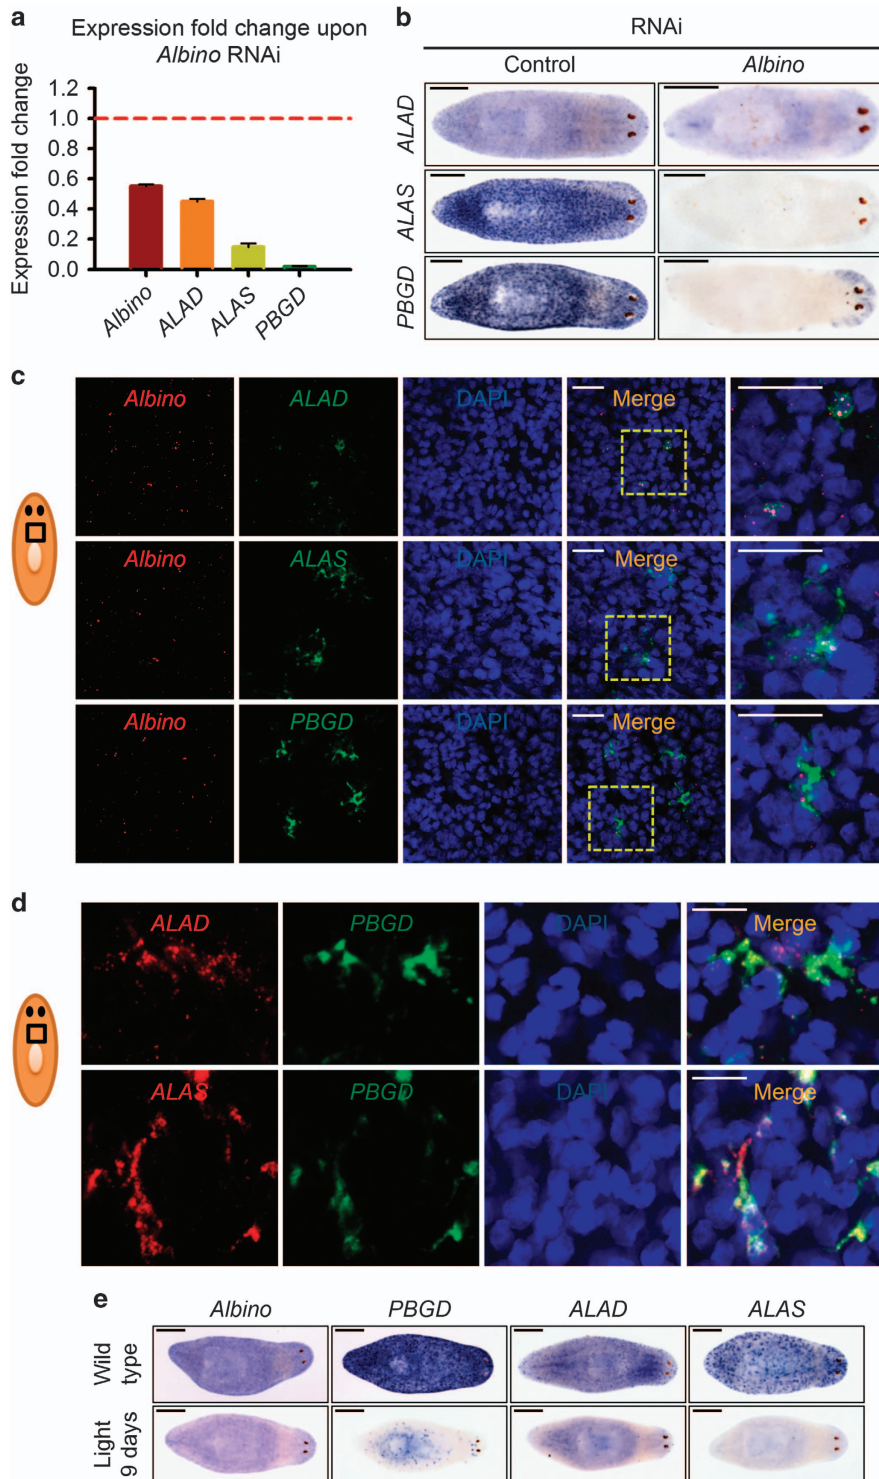 a
Expression fold change upon
Albino RNAi
Expression fold change
1.2
1.0
0.8
0.6
0.4
0.2
0.0
Albino
ALAD
ALAS
PBGD
b
RNAi
Control
Albino
ALAD
ALAS
PBGD
c
Albino
ALAD
DAPI
Merge
Albino
ALAS
DAPI
Merge
Albino
PBGD
DAPI
Merge
d
ALAD
PBGD
DAPI
Merge
ALAS
PBGD
DAPI
Merge
e
Albino
PBGD
ALAD
ALAS
Wild
type
Light
9 days